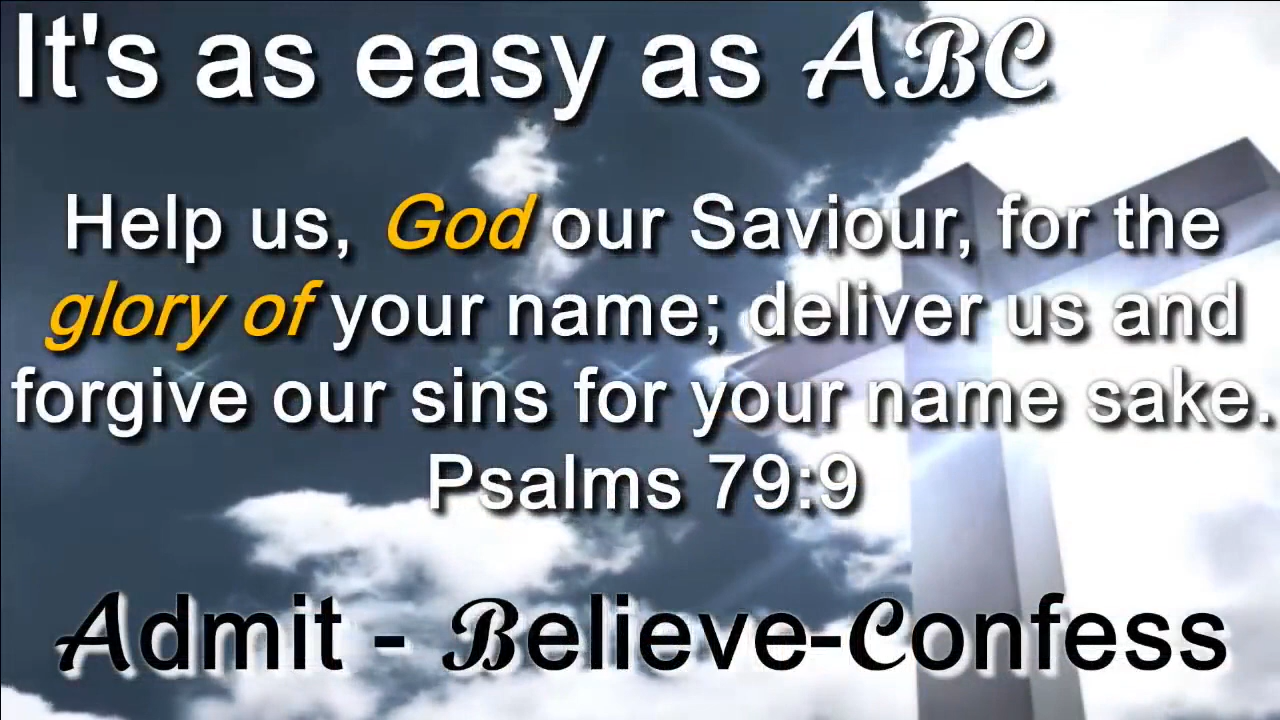 It's as easy as ABC
Help us, God our Saviour, for the
glory of your name; deliver us and
forgive our sins for your name sake.
Psalms 79:9
Admit - Believe-Confess